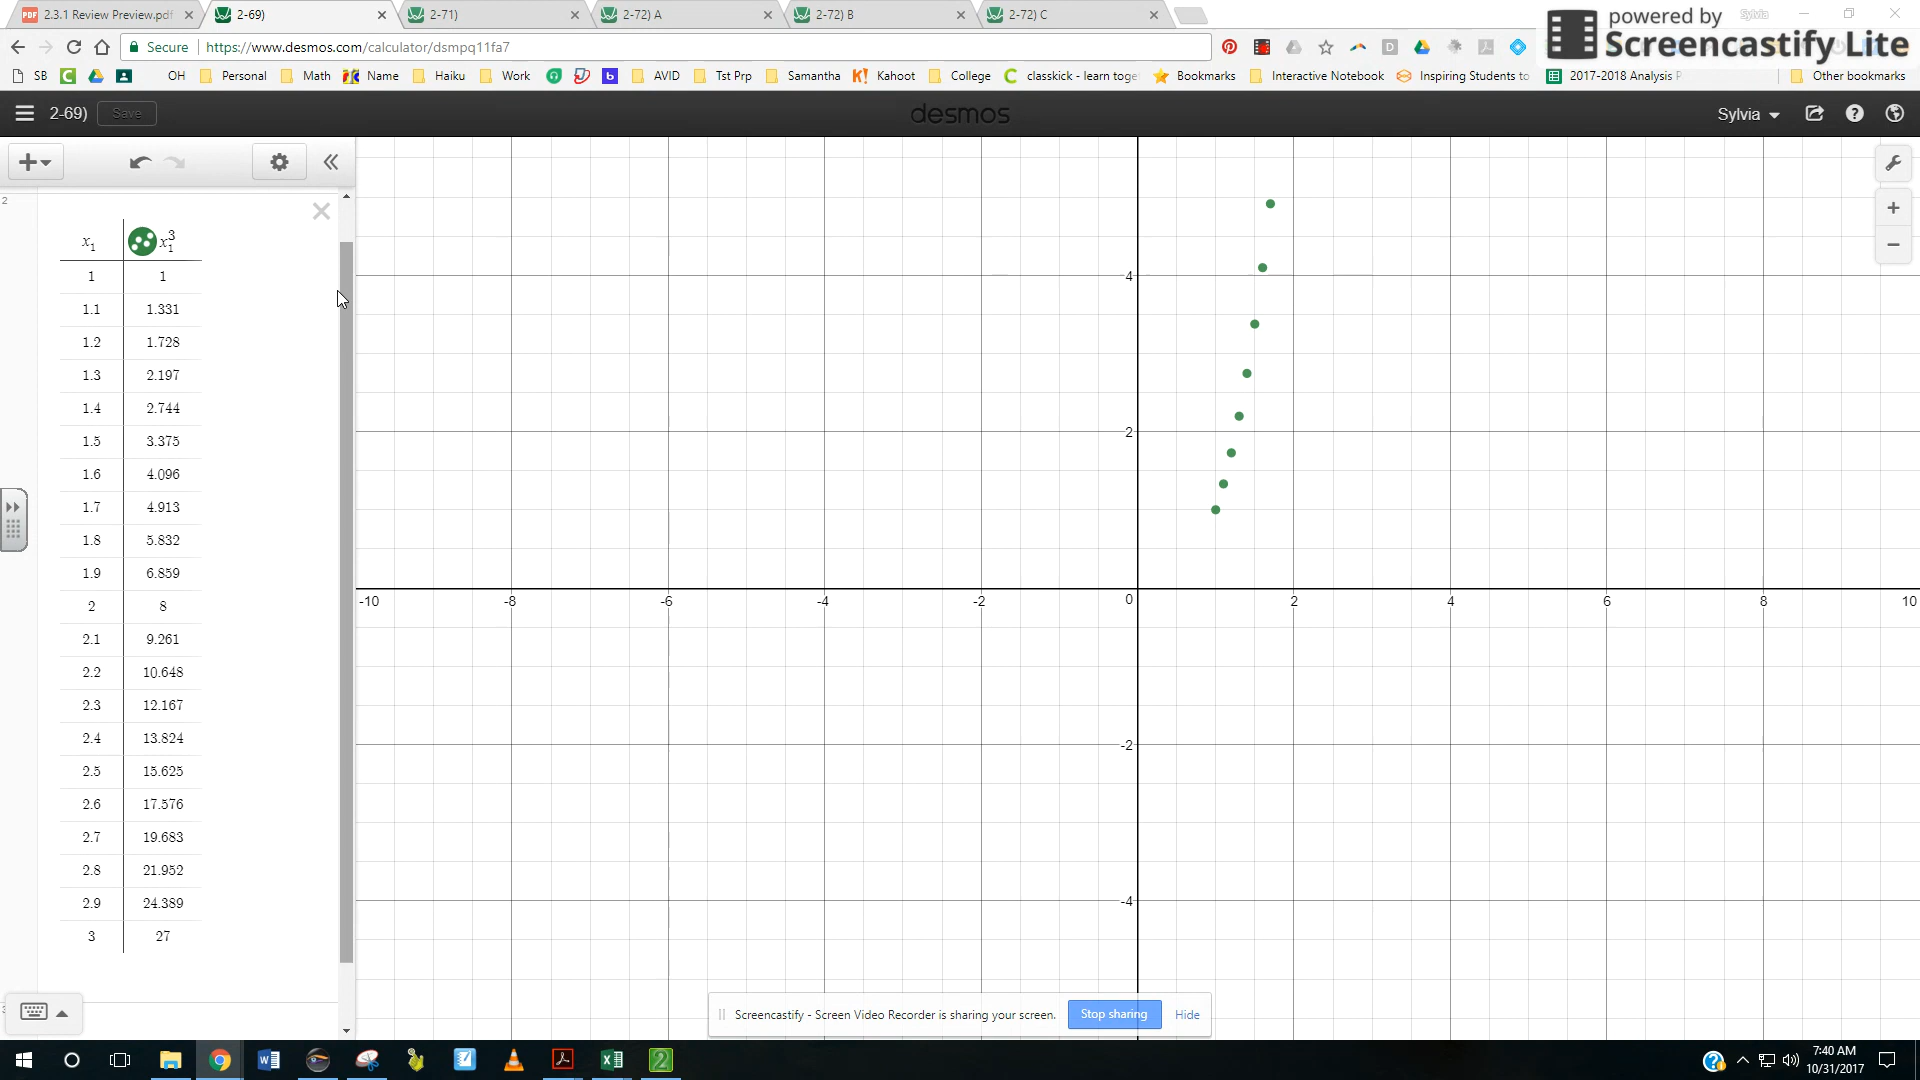 2.3.1 Review Preview.pdf
2-69)
2-71)
2-72) A
2-72) B
2-72) C
Sylvia
powered by
Screencastify Lite
Secure
https://www.desmos.com/calculator/dsmpq11fa7
SB
OH
Personal
Math
Name
Haiku
Work
AVID
Tst Prp
Samantha
Kahoot
College
classkick - learn toge
Bookmarks
Interactive Notebook
Inspiring Students to
2017-2018 Analysis
Other bookmarks
2-69)
Save
desmos
Sylvia
2
x₁ x₁³
1 1
1.1 1.331
1.2 1.728
1.3 2.197
1.4 2.744
1.5 3.375
1.6 4.096
1.7 4.913
1.8 5.832
1.9 6.859
2 8
2.1 9.261
2.2 10.648
2.3 12.167
2.4 13.824
2.5 15.625
2.6 17.576
2.7 19.683
2.8 21.952
2.9 24.389
3 27
4
2
-10 -8 -6 -4 -2 0 2 4 6 8 10
-2
-4
Screencastify - Screen Video Recorder is sharing your screen.
Stop sharing
Hide
7:40 AM
10/31/2017